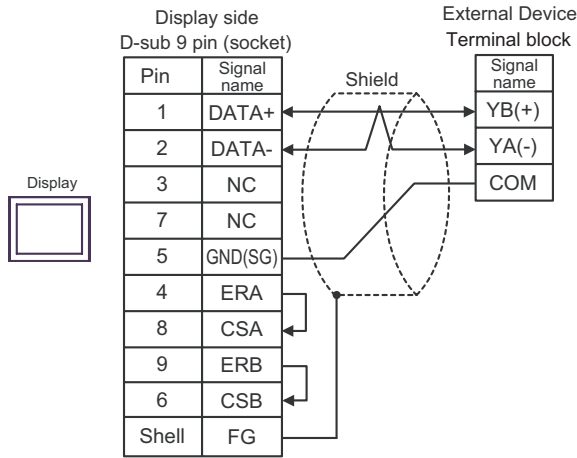 Display side
D-sub 9 pin (socket)
External Device
Terminal block
Pin Signal name
Shield
Signal name
1 DATA+
YB(+)
2 DATA-
YA(-)
Display
3 NC
COM
7 NC
5 GND(SG)
4 ERA
8 CSA
9 ERB
6 CSB
Shell FG